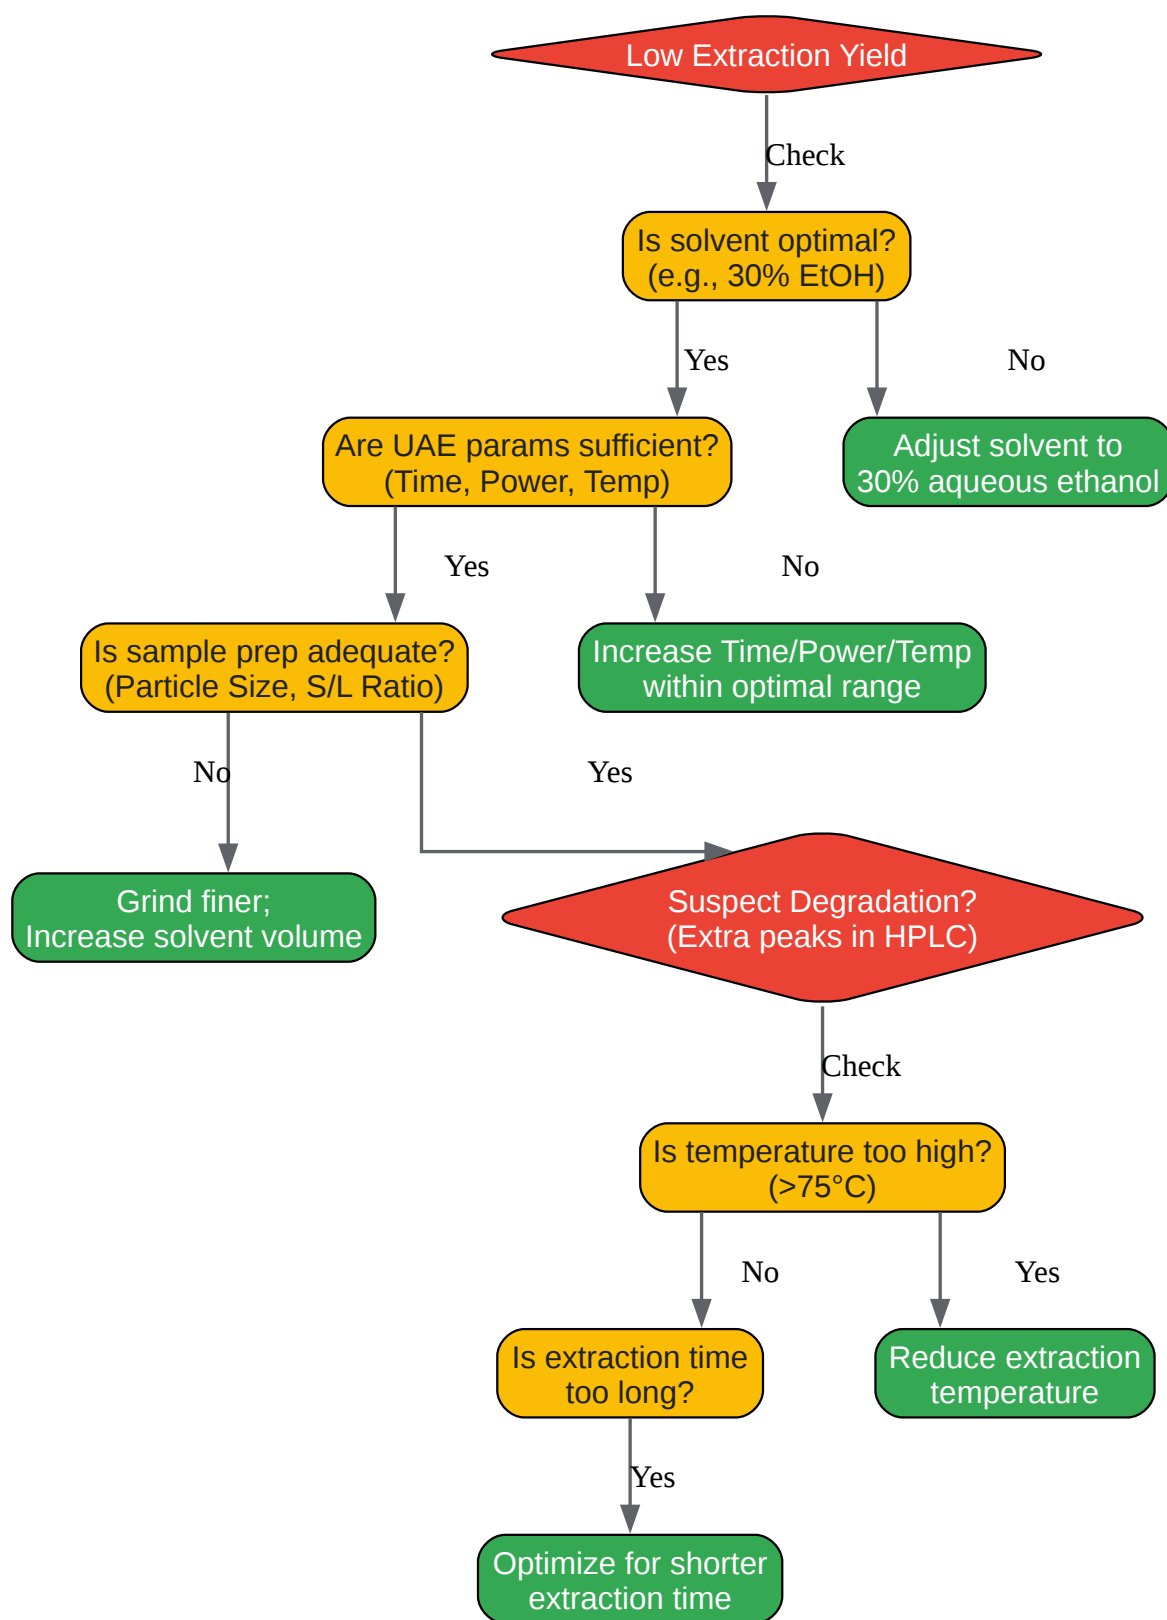 Low Extraction Yield
Check
Is solvent optimal?
(e.g., 30% EtOH)
Yes
No
Are UAE params sufficient?
(Time, Power, Temp)
Adjust solvent to
30% aqueous ethanol
Yes
No
Is sample prep adequate?
(Particle Size, S/L Ratio)
Increase Time/Power/Temp
within optimal range
No
Yes
Grind finer;
Increase solvent volume
Suspect Degradation?
(Extra peaks in HPLC)
Check
Is temperature too high?
(>75°C)
No
Yes
Is extraction time
too long?
Reduce extraction
temperature
Yes
Optimize for shorter
extraction time